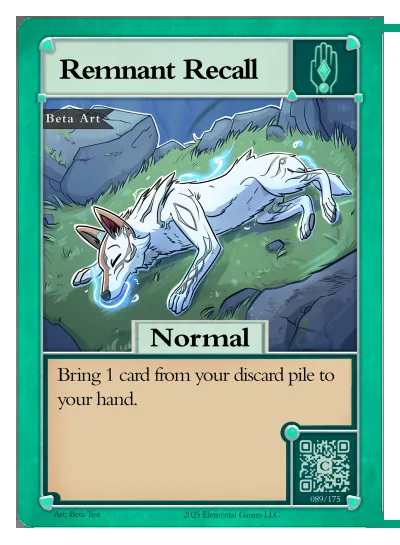 Remnant Recall
Beta Art
Normal
Bring 1 card from your discard pile to
your hand.
C
089/175
Art: Beta Test
2025 Elemental Games LLC